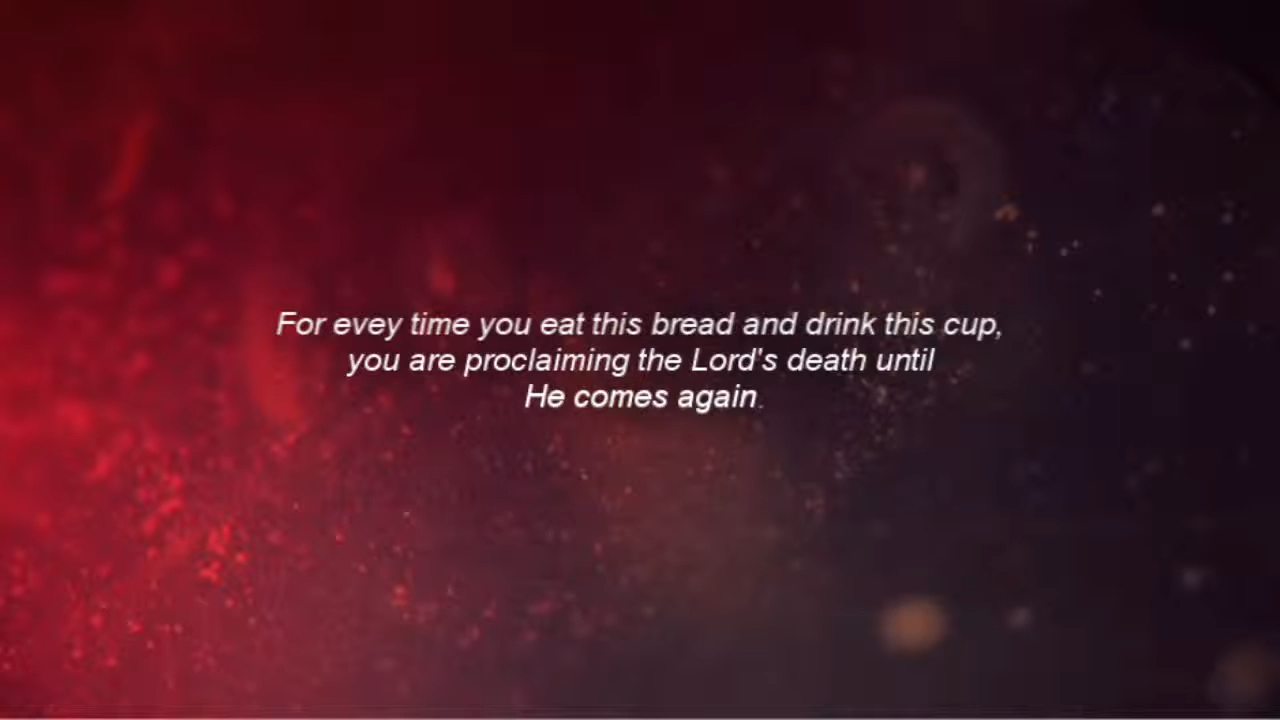 For evey time you eat this bread and drink this cup,
you are proclaiming the Lord's death until
He comes again.